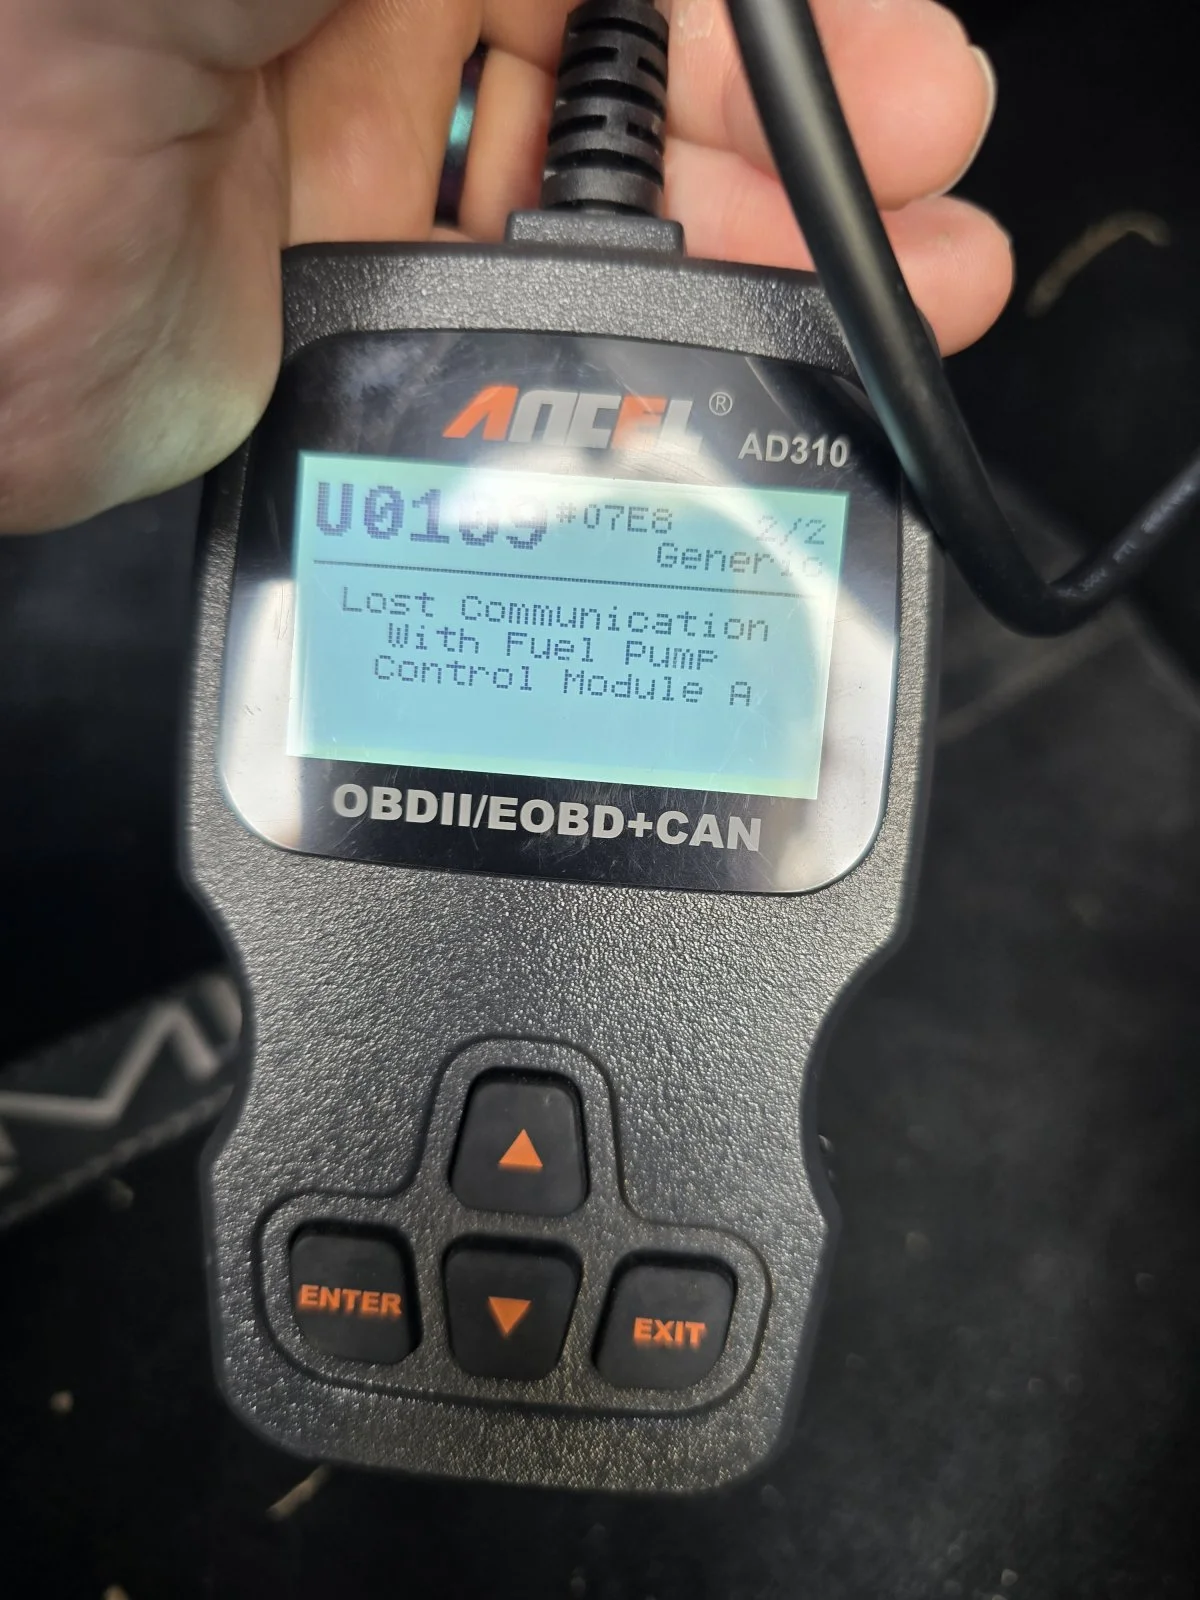 ANCEL®
AD310
U0109 #07E8 2/2
Generic
Lost Communication
With Fuel Pump
Control Module A
OBDII/EOBD+CAN
ENTER
EXIT